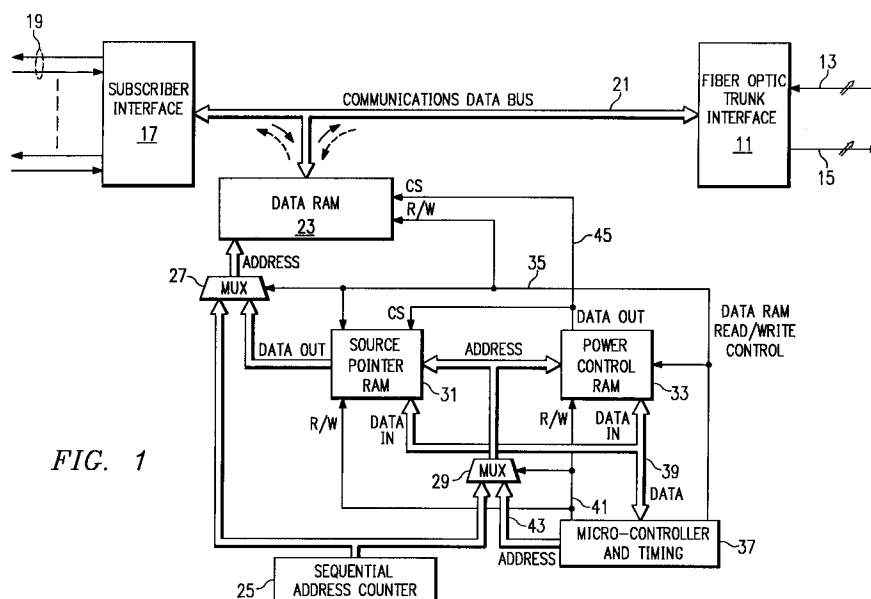 19
SUBSCRIBER
INTERFACE
17
COMMUNICATIONS DATA BUS
21
FIBER OPTIC
TRUNK
INTERFACE
11
13
15
DATA RAM
23
CS
R/W
45
ADDRESS
27
MUX
35
CS
DATA OUT
DATA RAM
READ/WRITE
CONTROL
DATA OUT
SOURCE
POINTER
RAM
31
ADDRESS
POWER
CONTROL
RAM
33
R/W
DATA
IN
R/W
DATA
IN
FIG. 1
29
MUX
39
DATA
41
43
ADDRESS
MICRO-CONTROLLER
AND TIMING
37
25
SEQUENTIAL
ADDRESS COUNTER